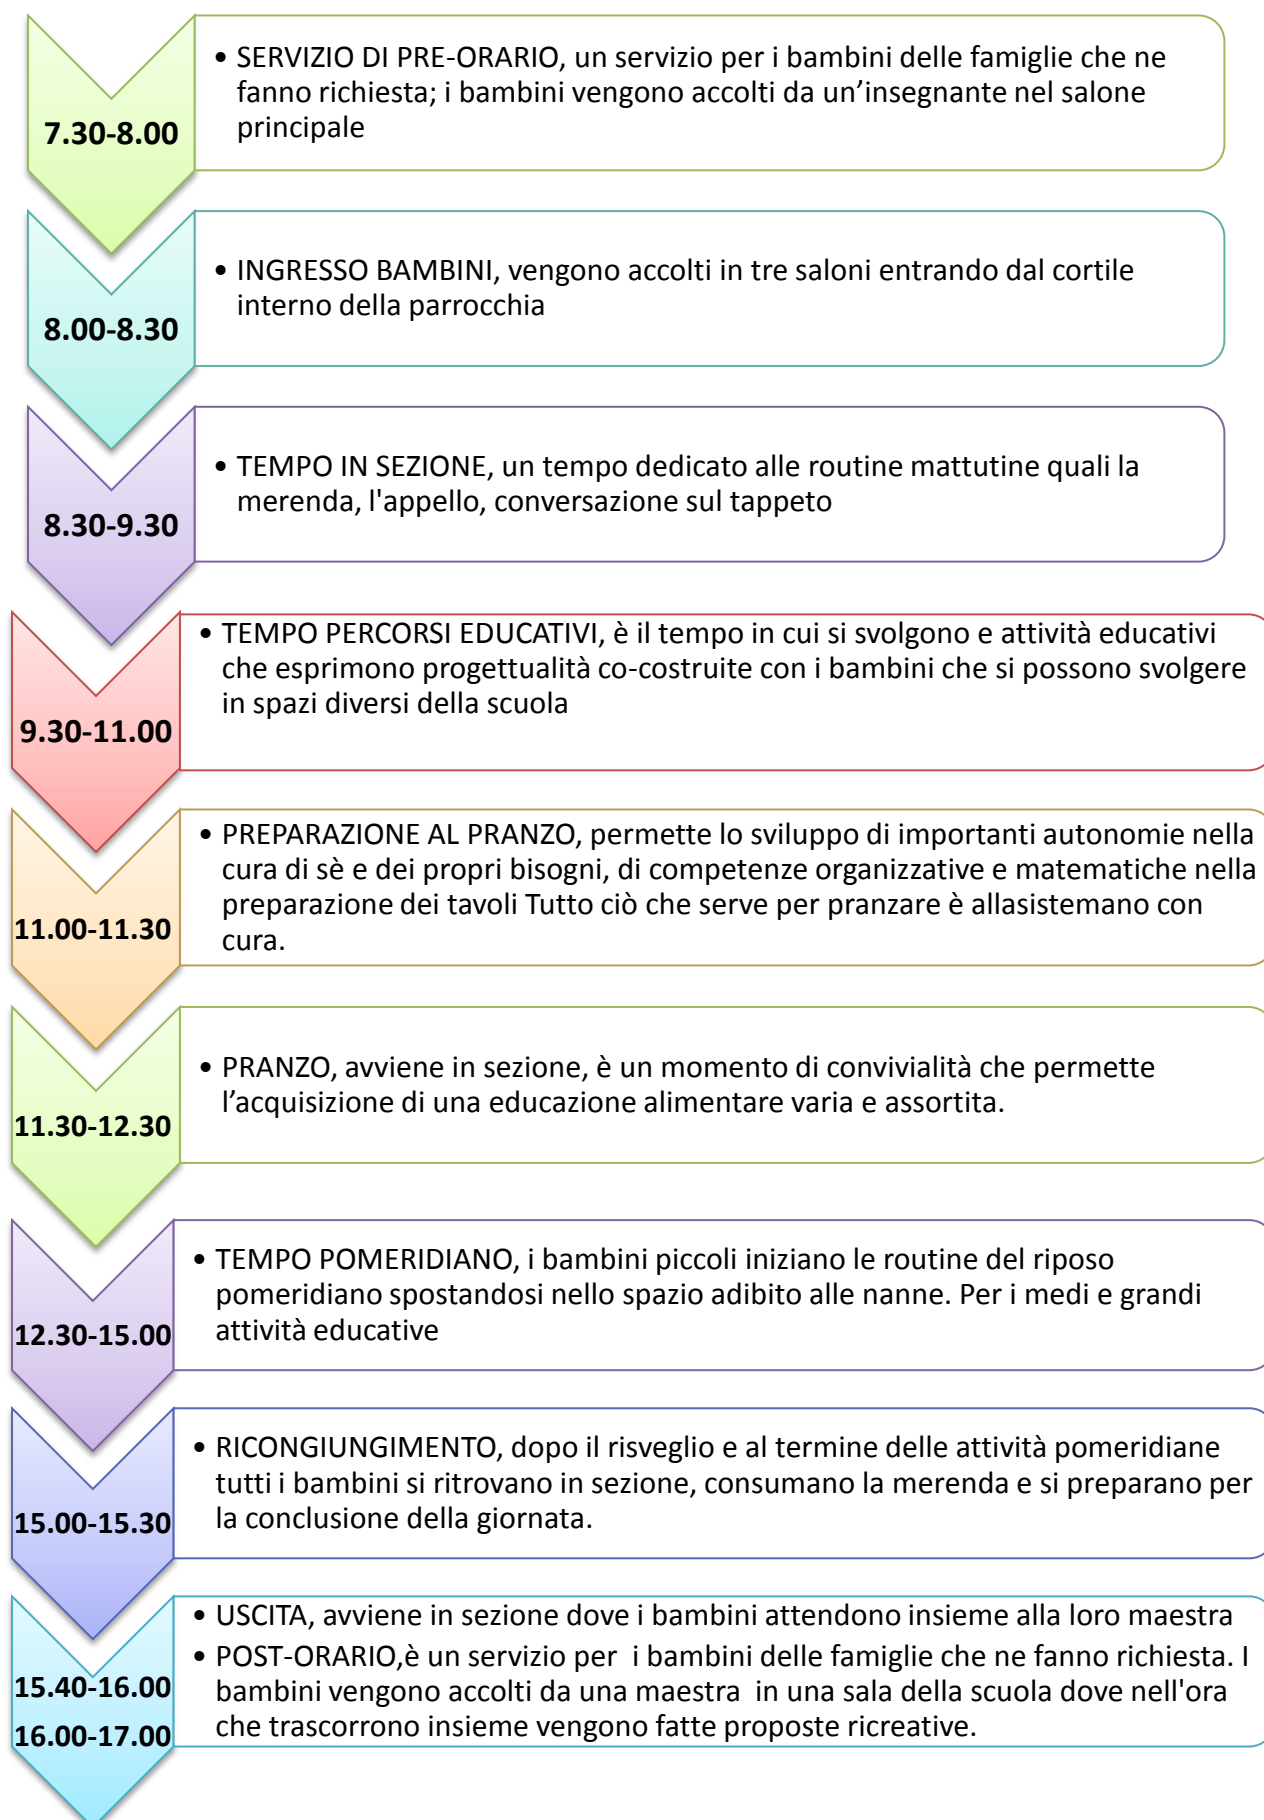 7.30-8.00
• SERVIZIO DI PRE-ORARIO, un servizio per i bambini delle famiglie che ne
fanno richiesta; i bambini vengono accolti da un’insegnante nel salone
principale
8.00-8.30
• INGRESSO BAMBINI, vengono accolti in tre saloni entrando dal cortile
interno della parrocchia
8.30-9.30
• TEMPO IN SEZIONE, un tempo dedicato alle routine mattutine quali la
merenda, l'appello, conversazione sul tappeto
9.30-11.00
• TEMPO PERCORSI EDUCATIVI, è il tempo in cui si svolgono e attività educativi
che esprimono progettualità co-costruite con i bambini che si possono svolgere
in spazi diversi della scuola
11.00-11.30
• PREPARAZIONE AL PRANZO, permette lo sviluppo di importanti autonomie nella
cura di sè e dei propri bisogni, di competenze organizzative e matematiche nella
preparazione dei tavoli Tutto ciò che serve per pranzare è allasistemano con
cura.
11.30-12.30
• PRANZO, avviene in sezione, è un momento di convivialità che permette
l’acquisizione di una educazione alimentare varia e assortita.
12.30-15.00
• TEMPO POMERIDIANO, i bambini piccoli iniziano le routine del riposo
pomeridiano spostandosi nello spazio adibito alle nanne. Per i medi e grandi
attività educative
15.00-15.30
• RICONGIUNGIMENTO, dopo il risveglio e al termine delle attività pomeridiane
tutti i bambini si ritrovano in sezione, consumano la merenda e si preparano per
la conclusione della giornata.
15.40-16.00
16.00-17.00
• USCITA, avviene in sezione dove i bambini attendono insieme alla loro maestra
• POST-ORARIO,è un servizio per  i bambini delle famiglie che ne fanno richiesta. I
bambini vengono accolti da una maestra  in una sala della scuola dove nell'ora
che trascorrono insieme vengono fatte proposte ricreative.